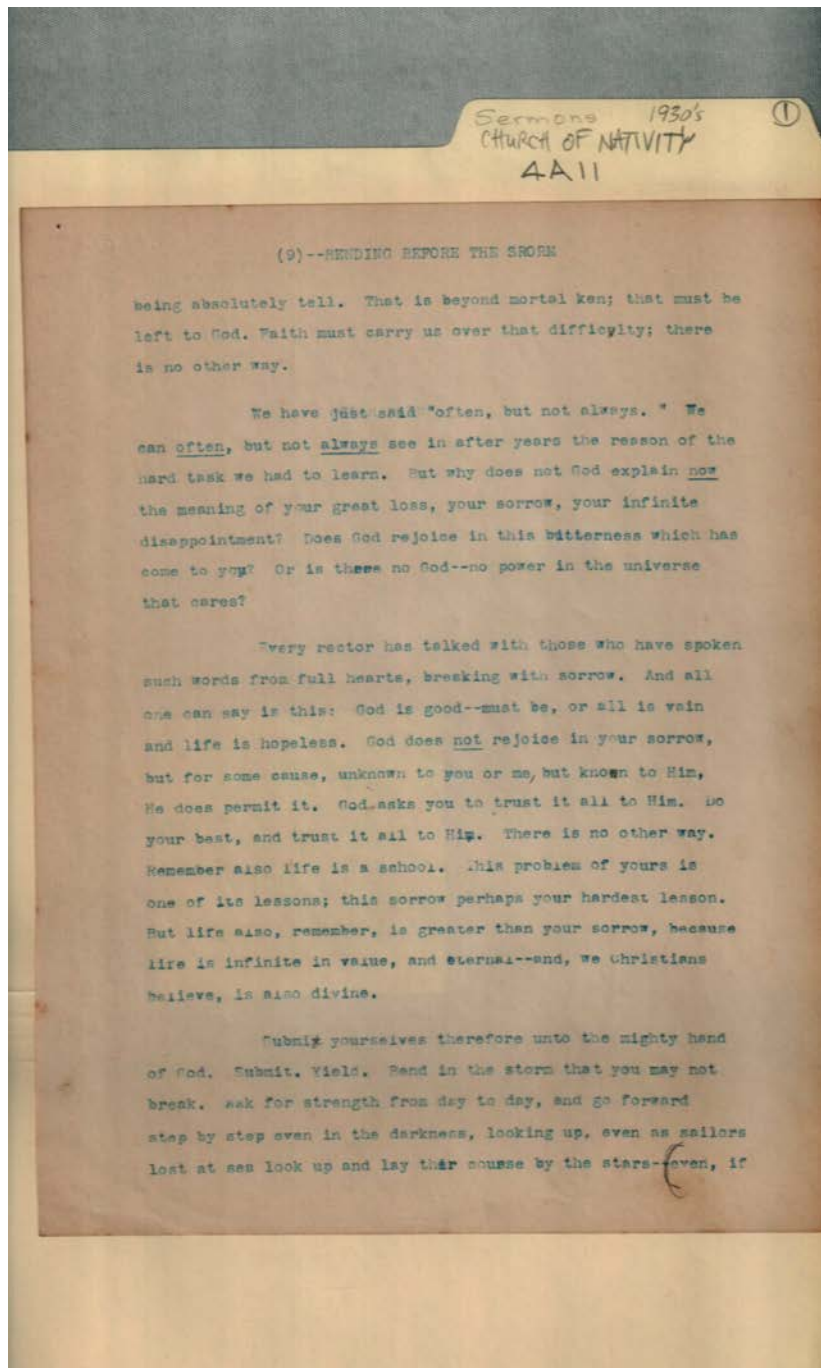 Sermons 1930's ①
CHURCH OF NATIVITY
4A11
(9)--BENDING BEFORE THE SRORM
being absolutely tell. That is beyond mortal ken; that must be
left to God. Faith must carry us over that difficylty; there
is no other way.
We have just said "often, but not always. " We
can often, but not always see in after years the reason of the
hard task we had to learn. But why does not God explain now
the meaning of your great loss, your sorrow, your infinite
disappointment? Does God rejoice in this bitterness which has
come to you? Or is there no God--no power in the universe
that cares?
Every rector has talked with those who have spoken
such words from full hearts, breaking with sorrow. And all
one can say is this: God is good--must be, or all is vain
and life is hopeless. God does not rejoice in your sorrow,
but for some cause, unknown to you or me, but known to Him,
He does permit it. God asks you to trust it all to Him. Do
your best, and trust it all to Him. There is no other way.
Remember also life is a school. This problem of yours is
one of its lessons; this sorrow perhaps your hardest lesson.
But life also, remember, is greater than your sorrow, because
life is infinite in value, and eternal--and, we Christians
believe, is also divine.
Submit yourselves therefore unto the mighty hand
of God. Submit. Yield. Bend in the storm that you may not
break. Ask for strength from day to day, and go forward
step by step even in the darkness, looking up, even as sailors
lost at sea look up and lay thir course by the stars--(even, if